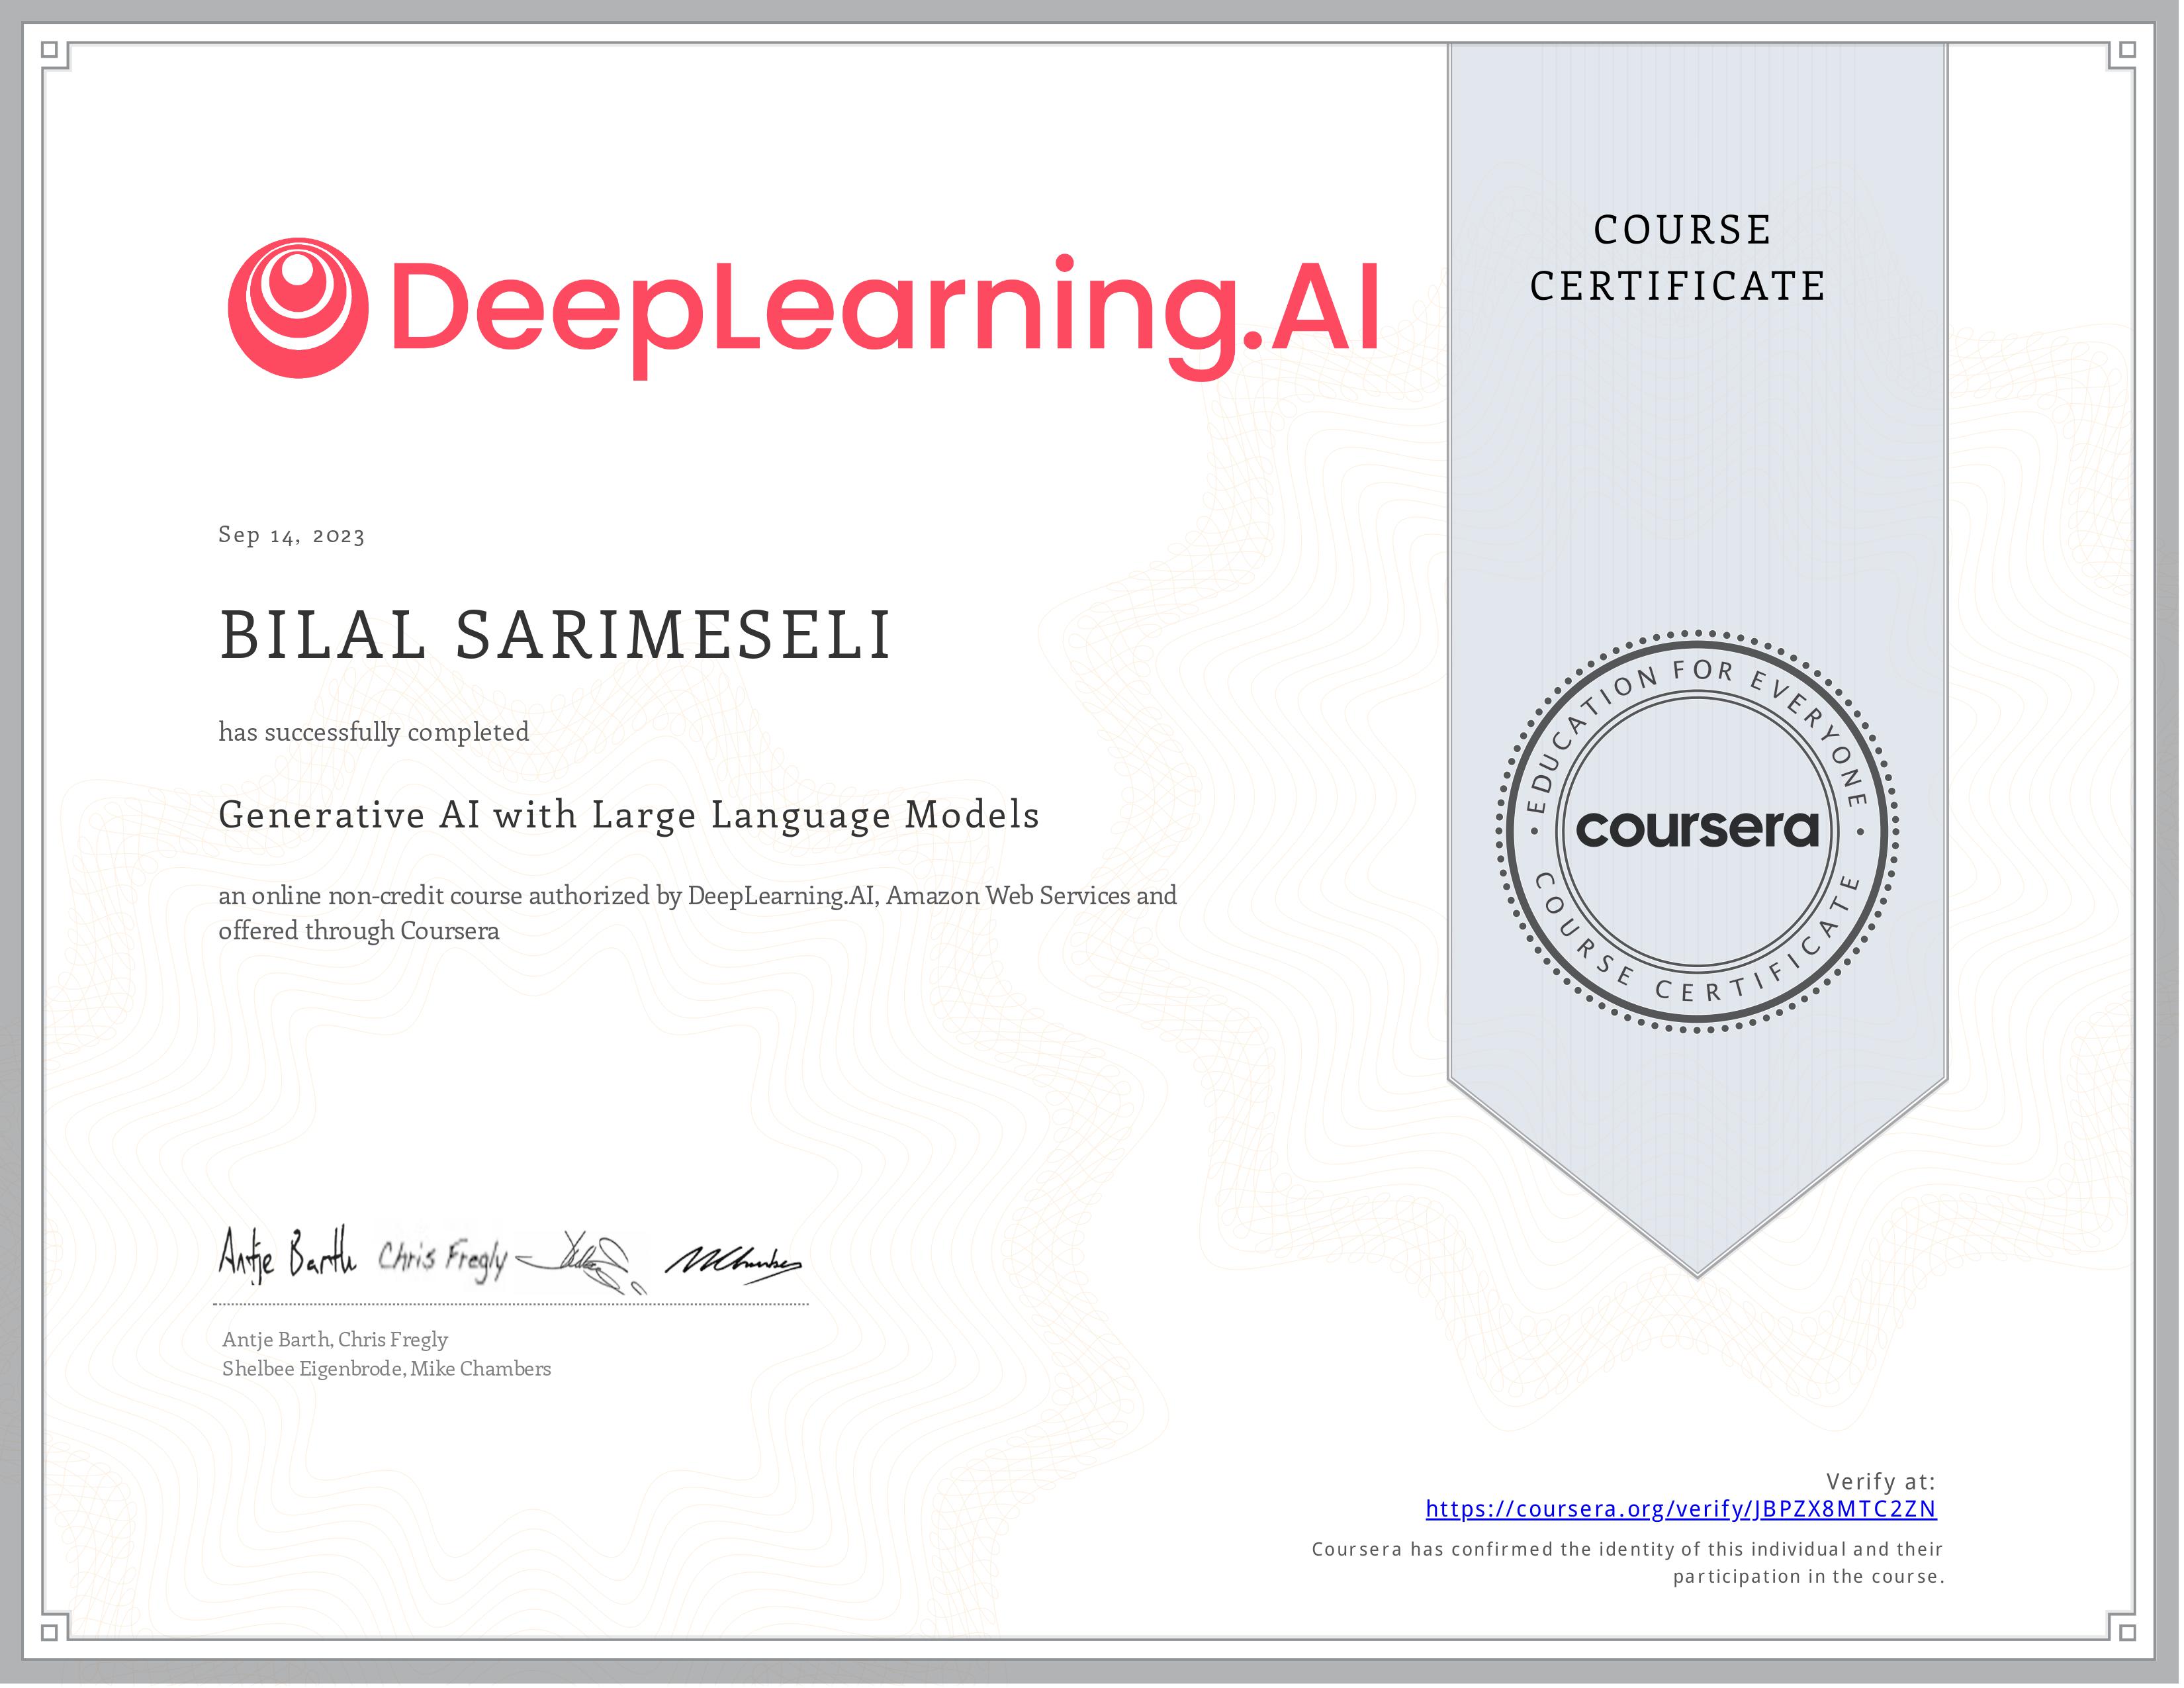 DeepLearning.AI
COURSE
CERTIFICATE
Sep 14, 2023
BILAL SARIMESELI
has successfully completed
Generative AI with Large Language Models
an online non-credit course authorized by DeepLearning.AI, Amazon Web Services and
offered through Coursera
EDUCATION FOR EVERYONE
coursera
COURSE CERTIFICATE
Antje Barth Chris Fregly
Antje Barth, Chris Fregly
Shelbee Eigenbrode, Mike Chambers
Verify at:
https://coursera.org/verify/JBPZX8MTC2ZN
Coursera has confirmed the identity of this individual and their
participation in the course.